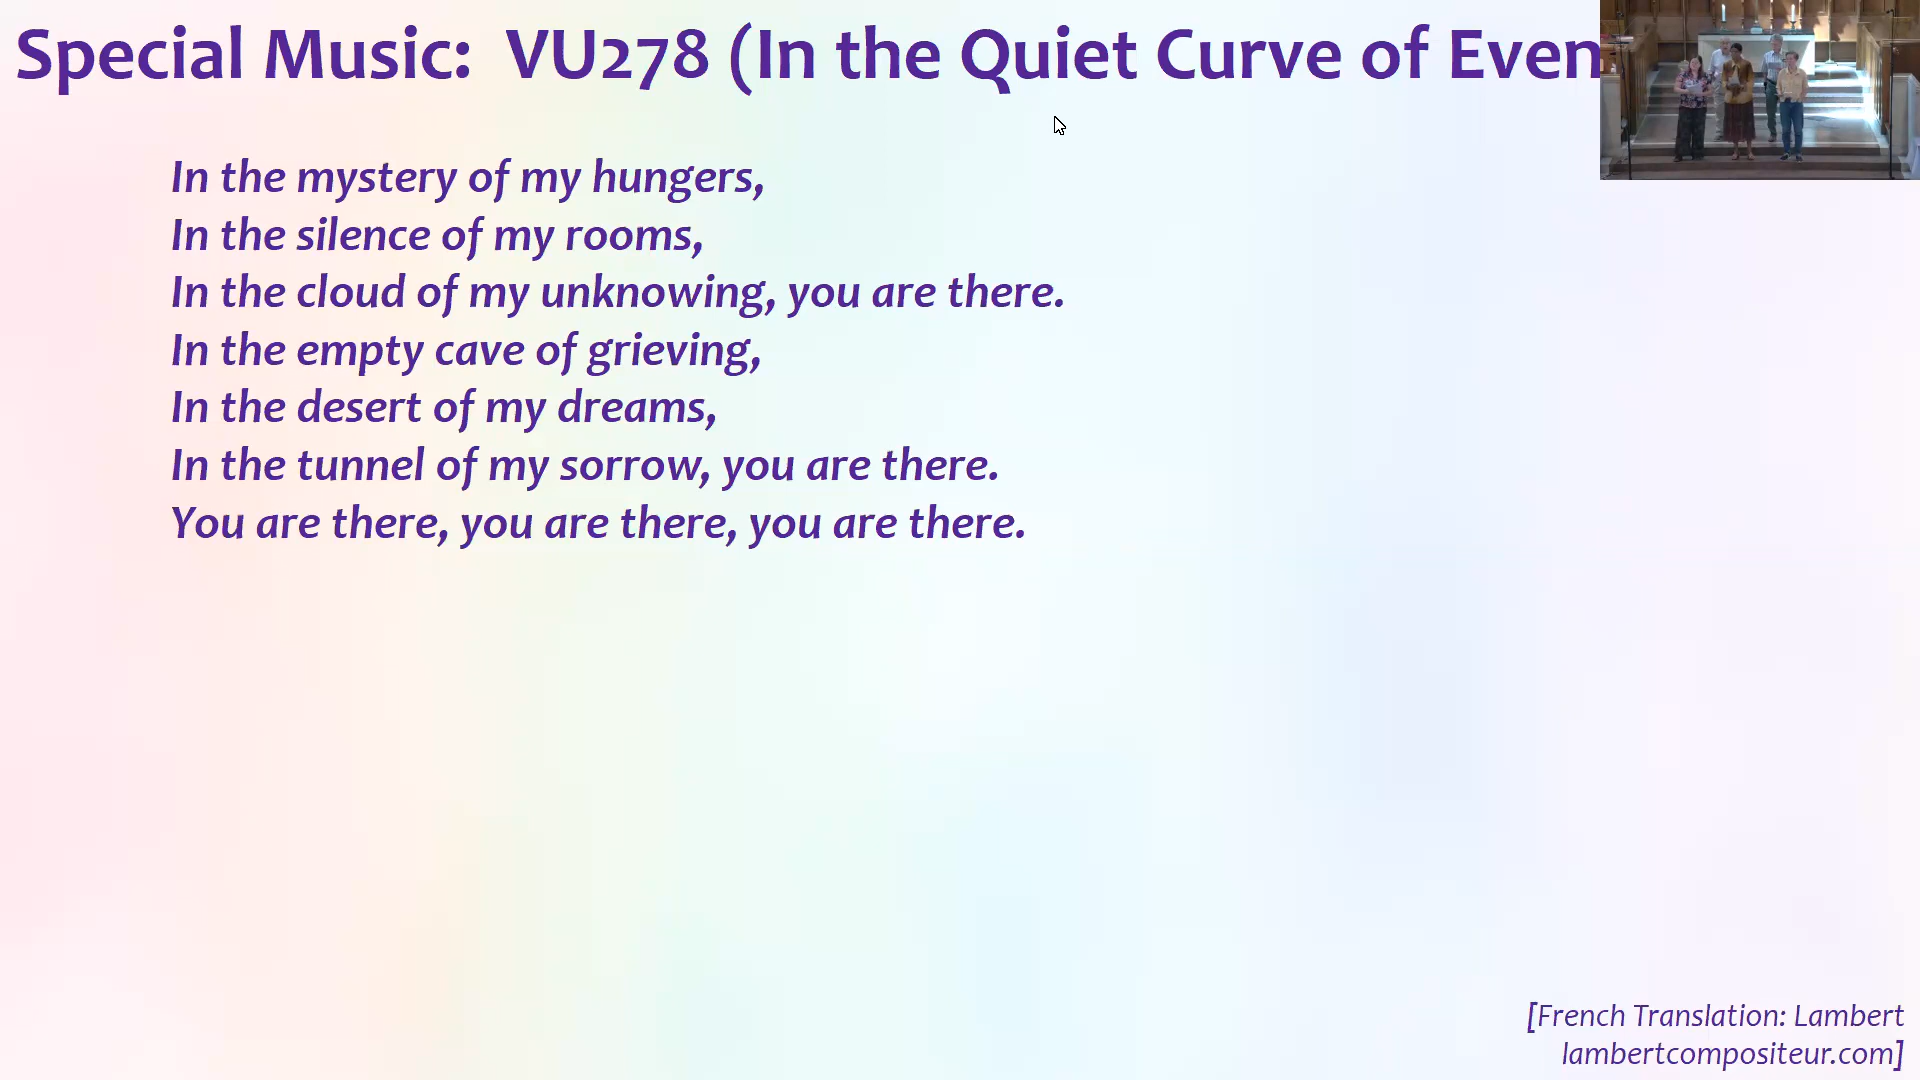 Special Music: VU278 (In the Quiet Curve of Even
In the mystery of my hungers,
In the silence of my rooms,
In the cloud of my unknowing, you are there.
In the empty cave of grieving,
In the desert of my dreams,
In the tunnel of my sorrow, you are there.
You are there, you are there, you are there.
[French Translation: Lambert
lambertcompositeur.com]